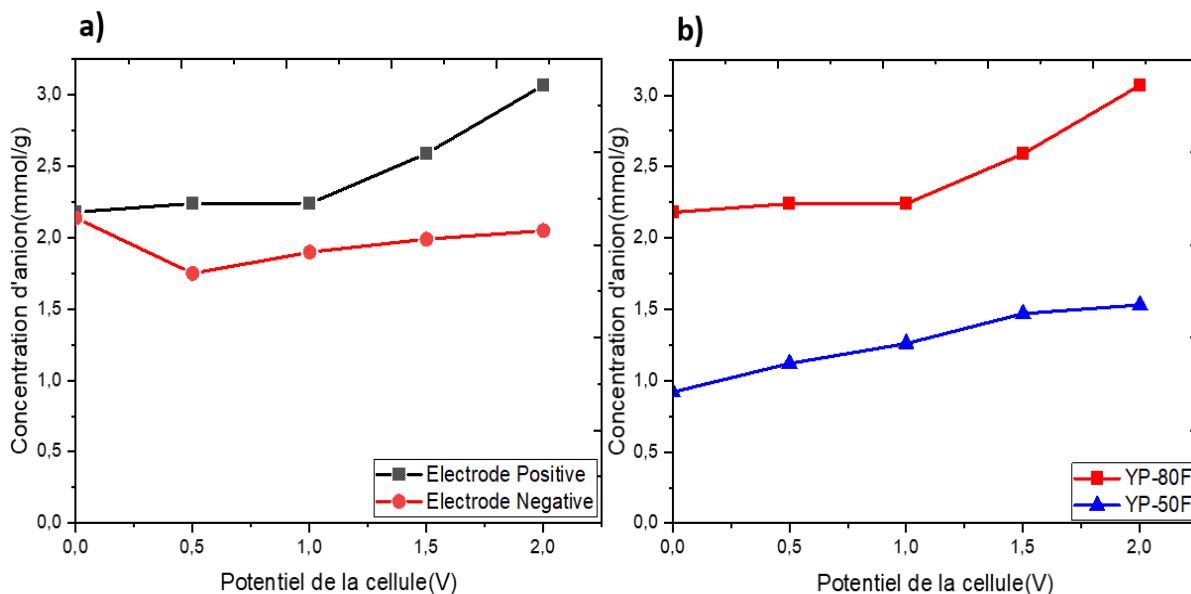 a)
Concentration d'anion(mmol/g)
3,0
2,5
2,0
1,5
1,0
0,5
0,0
0,0 0,5 1,0 1,5 2,0
Potentiel de la cellule(V)
Electrode Positive
Electrode Negative
b)
Concentration d'anion(mmol/g)
3,0
2,5
2,0
1,5
1,0
0,5
0,0
0,0 0,5 1,0 1,5 2,0
Potentiel de la cellule(V)
YP-80F
YP-50F